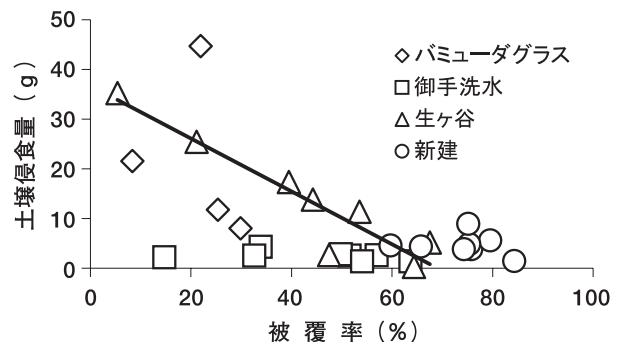 50
40
30
20
10
0
土壌侵食量(g)
◇ バミューダグラス
□ 御手洗水
△ 生ヶ谷
○ 新建
0 20 40 60 80 100
被覆率(%)